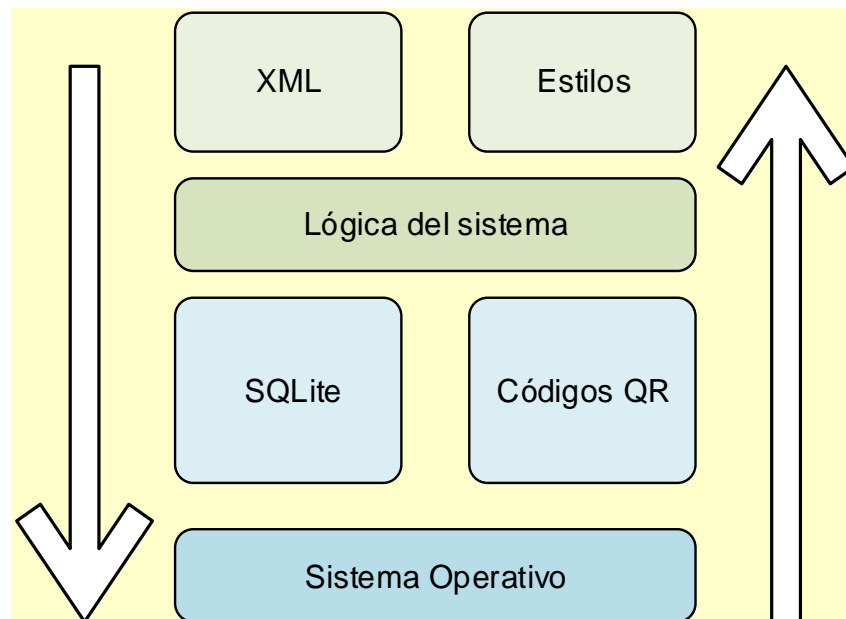 XML
Estilos
Lógica del sistema
SQLite
Códigos QR
Sistema Operativo